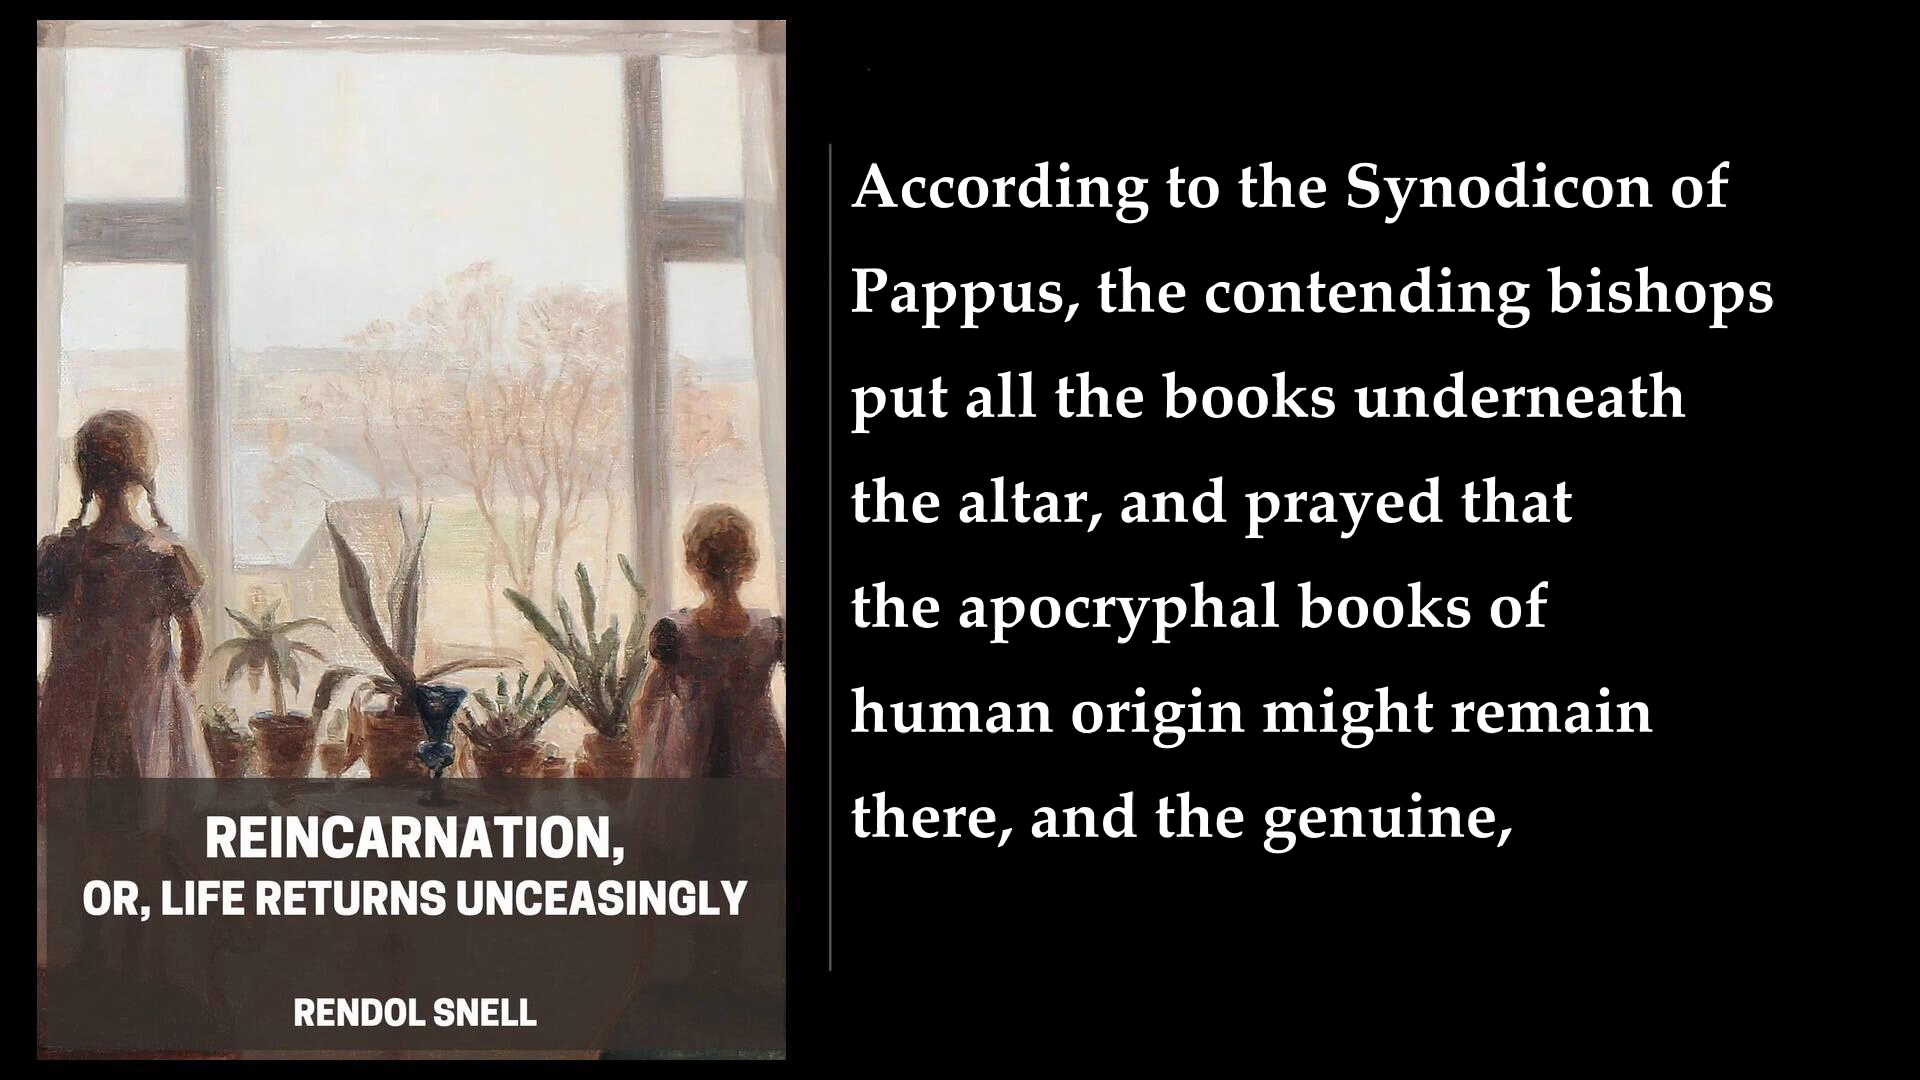 REINCARNATION,
OR, LIFE RETURNS UNCEASINGLY
RENDOL SNELL
According to the Synodicon of
Pappus, the contending bishops
put all the books underneath
the altar, and prayed that
the apocryphal books of
human origin might remain
there, and the genuine,